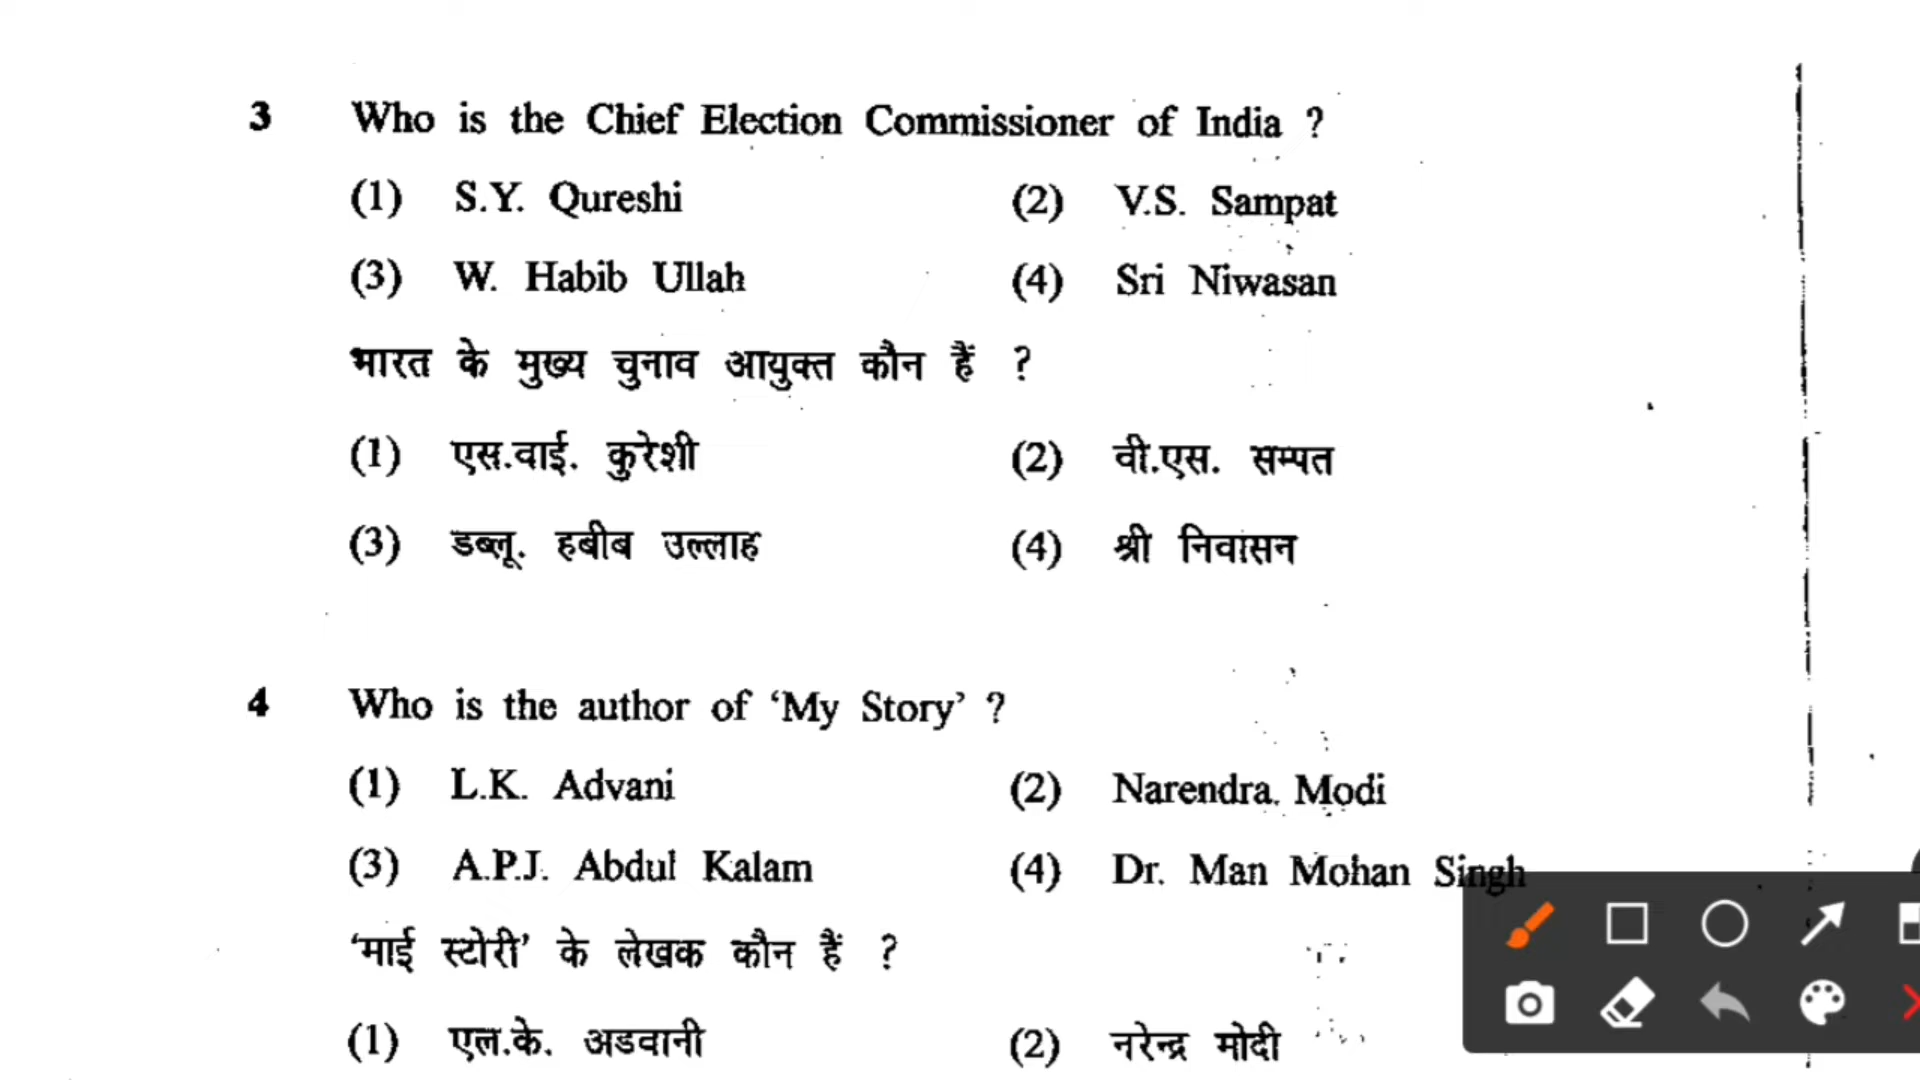 3 Who is the Chief Election Commissioner of India ?
(1) S.Y. Qureshi (2) V.S. Sampat
(3) W. Habib Ullah (4) Sri Niwasan
भारत के मुख्य चुनाव आयुक्त कौन हैं ?
(1) एस.वाई. कुरेशी (2) वी.एस. सम्पत
(3) डब्लू. हबीब उल्लाह (4) श्री निवासन
4 Who is the author of ‘My Story’ ?
(1) L.K. Advani (2) Narendra Modi
(3) A.P.J. Abdul Kalam (4) Dr. Man Mohan Singh
‘माई स्टोरी’ के लेखक कौन हैं ?
(1) एल.के. अडवानी (2) नरेन्द्र मोदी